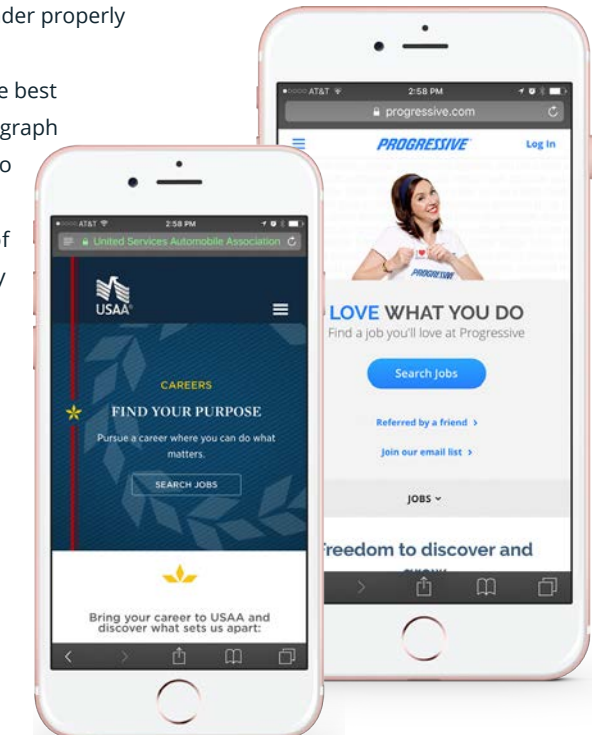 der properly
e best
graph
o
of
y
AT&T
2:58 PM
United Services Automobile Association
USAA
CAREERS
FIND YOUR PURPOSE
Pursue a career where you can do what
matters.
SEARCH JOBS
Bring your career to USAA and
discover what sets us apart:
AT&T
2:58 PM
progressive.com
PROGRESSIVE
Log In
I
PROGRESSIVE
LOVE WHAT YOU DO
Find a job you'll love at Progressive
Search Jobs
Referred by a friend >
Join our email list >
JOBS
Freedom to discover and